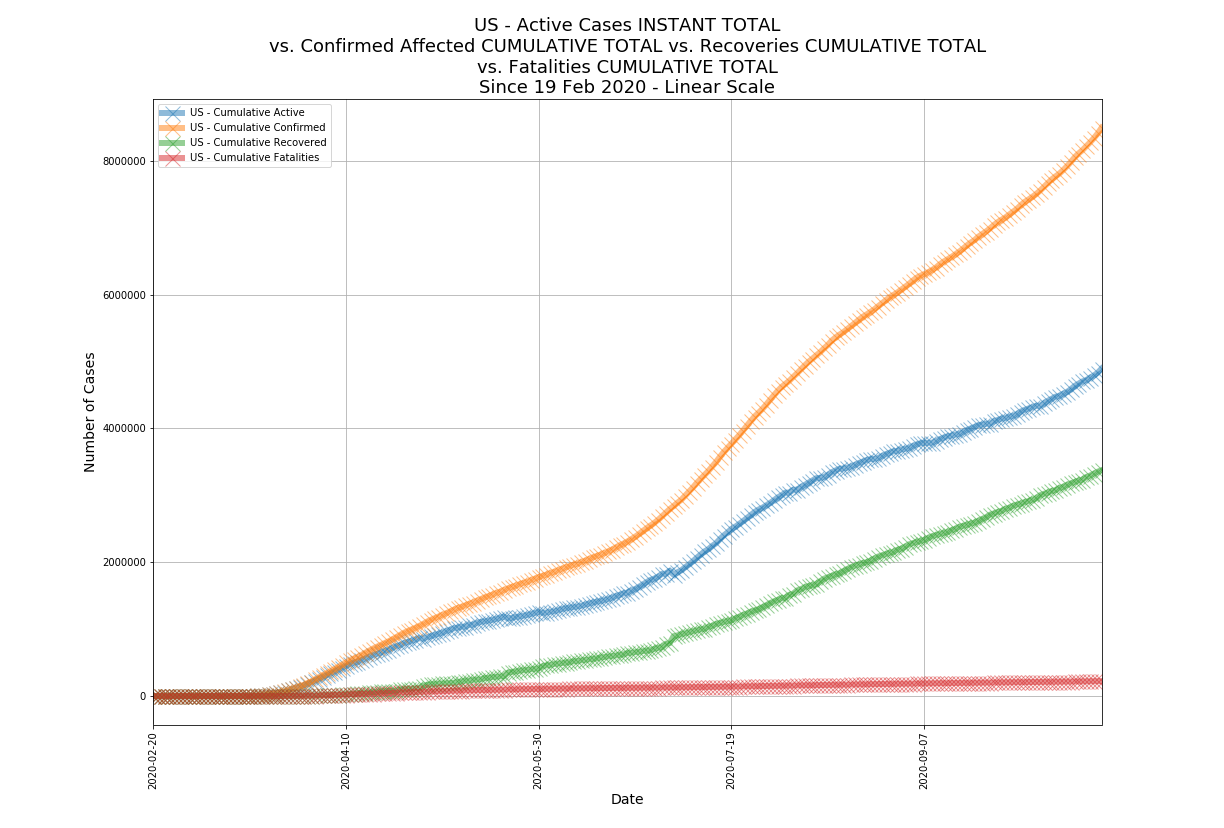 US - Active Cases INSTANT TOTAL
vs. Confirmed Affected CUMULATIVE TOTAL vs. Recoveries CUMULATIVE TOTAL
vs. Fatalities CUMULATIVE TOTAL
Since 19 Feb 2020 - Linear Scale
US - Cumulative Active
US - Cumulative Confirmed
US - Cumulative Recovered
US - Cumulative Fatalities
Number of Cases
8000000
6000000
4000000
2000000
0
2020-02-20
2020-04-10
2020-05-30
2020-07-19
2020-09-07
Date